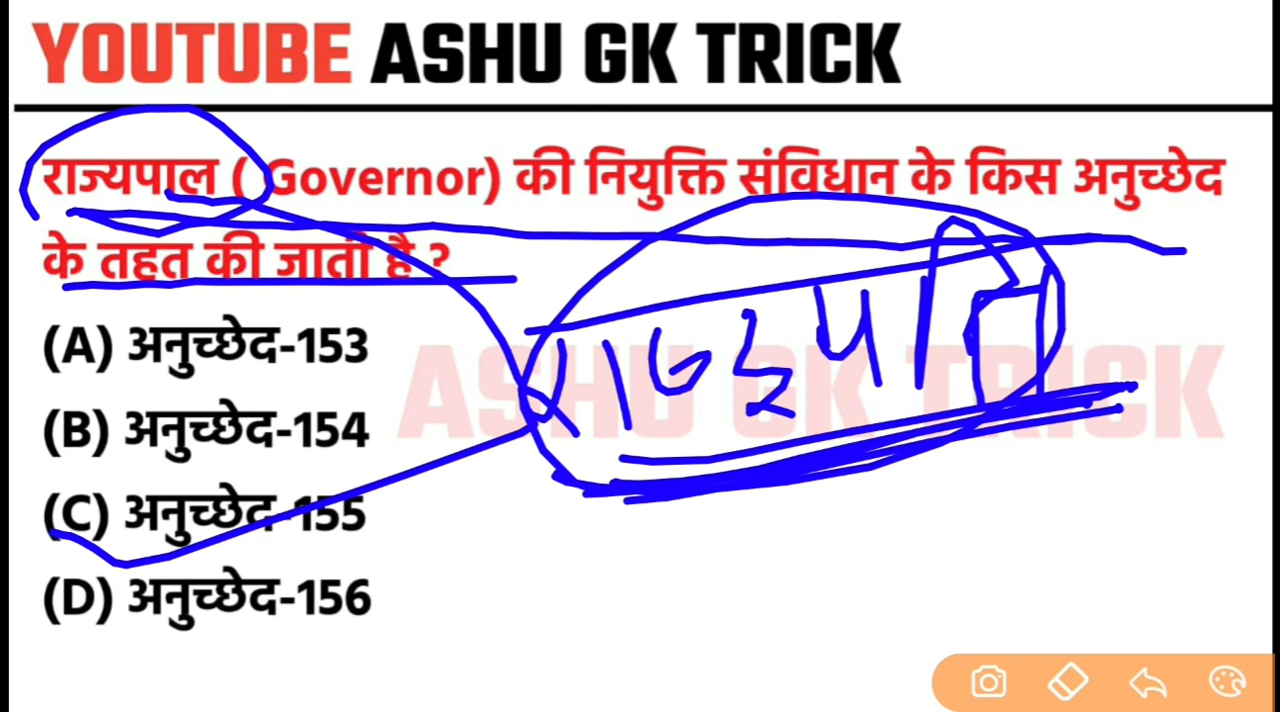 YOUTUBE ASHU GK TRICK
राज्यपाल ( Governor) की नियुक्ति संविधान के किस अनुच्छेद
के तहत की जाती है ?
(A) अनुच्छेद-153
(B) अनुच्छेद-154
(C) अनुच्छेद-155
(D) अनुच्छेद-156
ASHU GK TRICK